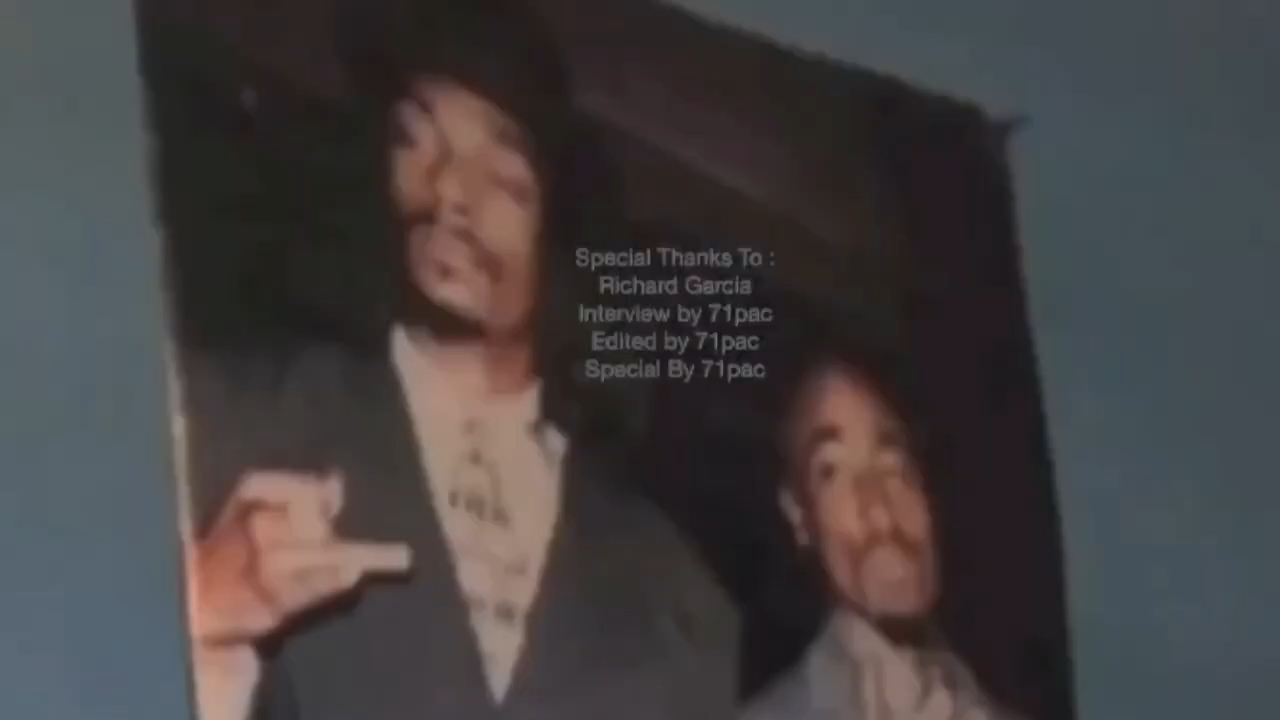 Special Thanks To :
Richard Garcia
Interview by 71pac
Edited by 71pac
Special By 71pac